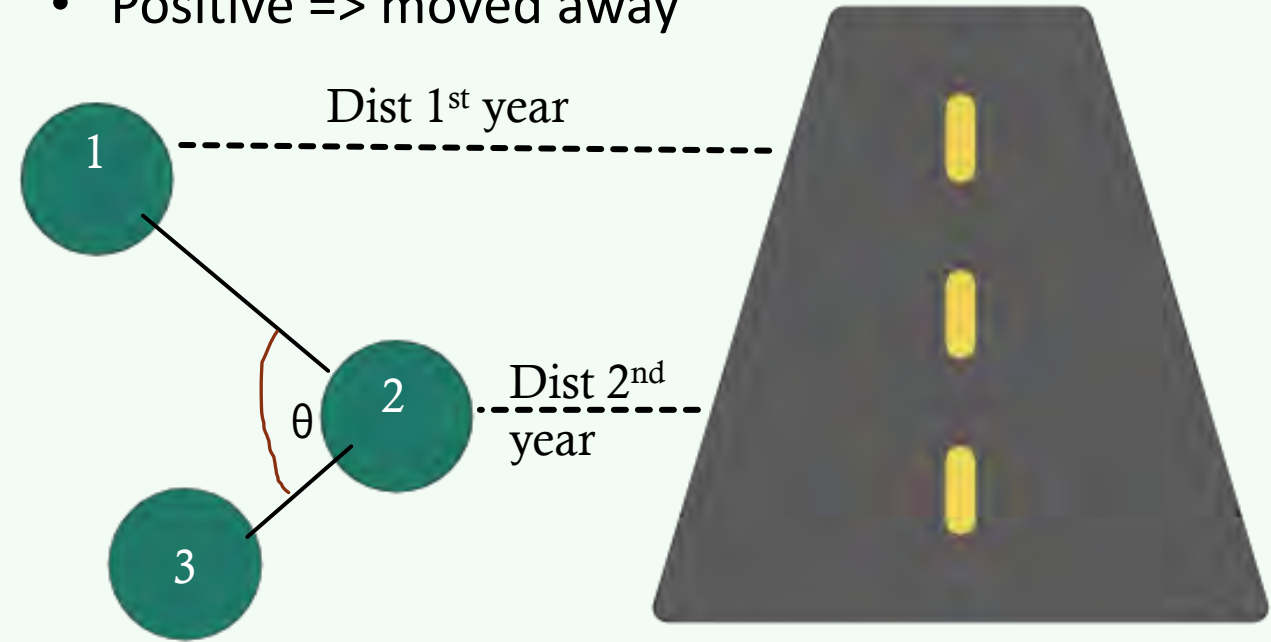 • Positive => moved away
Dist 1st year
1
Dist 2nd
year
2
θ
3